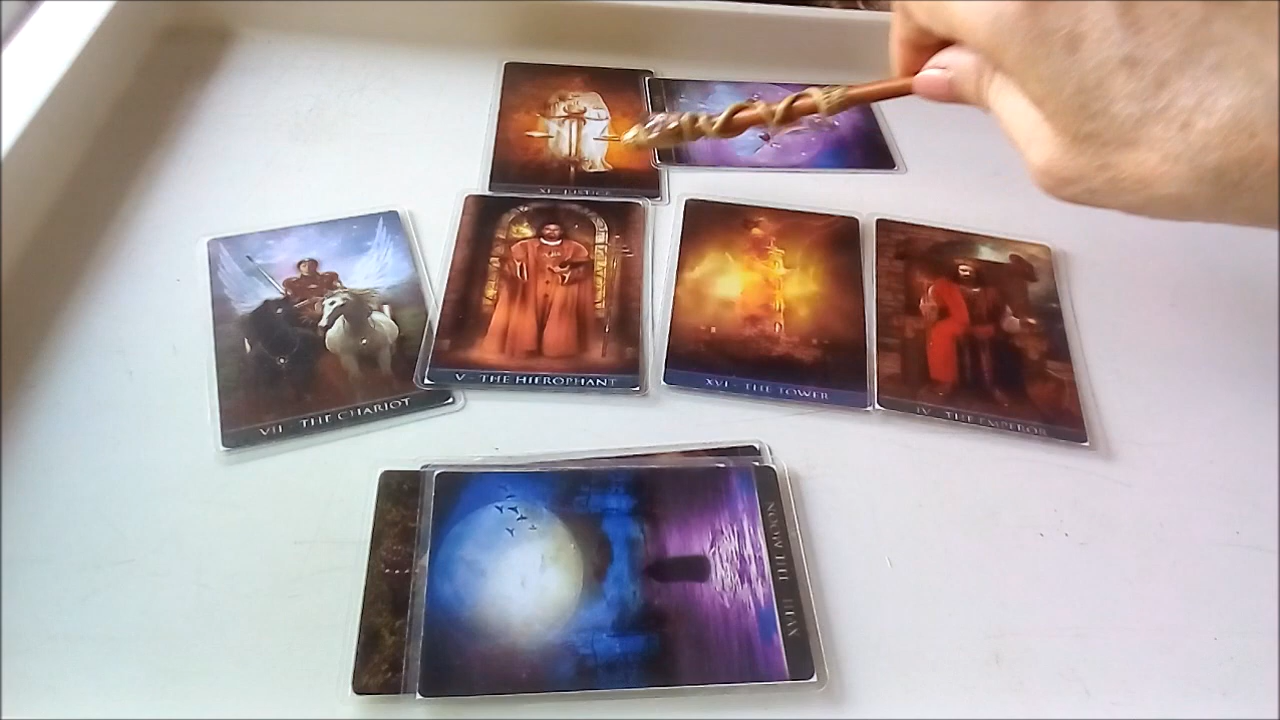 XI - JUSTICE
VII - THE CHARIOT
V - THE HIEROPHANT
XVI - THE TOWER
IV - THE EMPEROR
XVIII - THE MOON